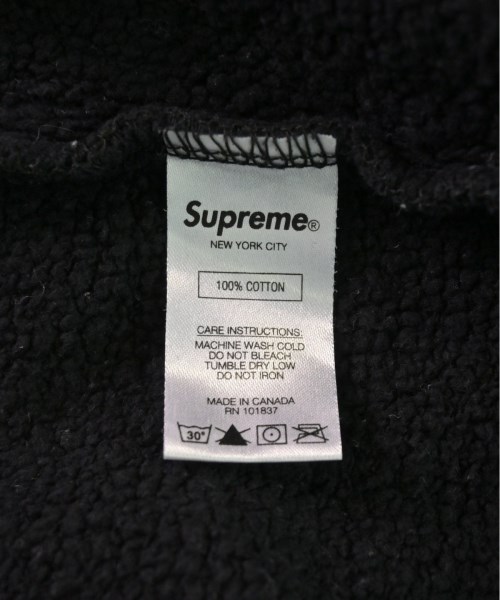 Supreme®
NEW YORK CITY
100% COTTON
CARE INSTRUCTIONS:
MACHINE WASH COLD
DO NOT BLEACH
TUMBLE DRY LOW
DO NOT IRON
MADE IN CANADA
RN 101837
30°